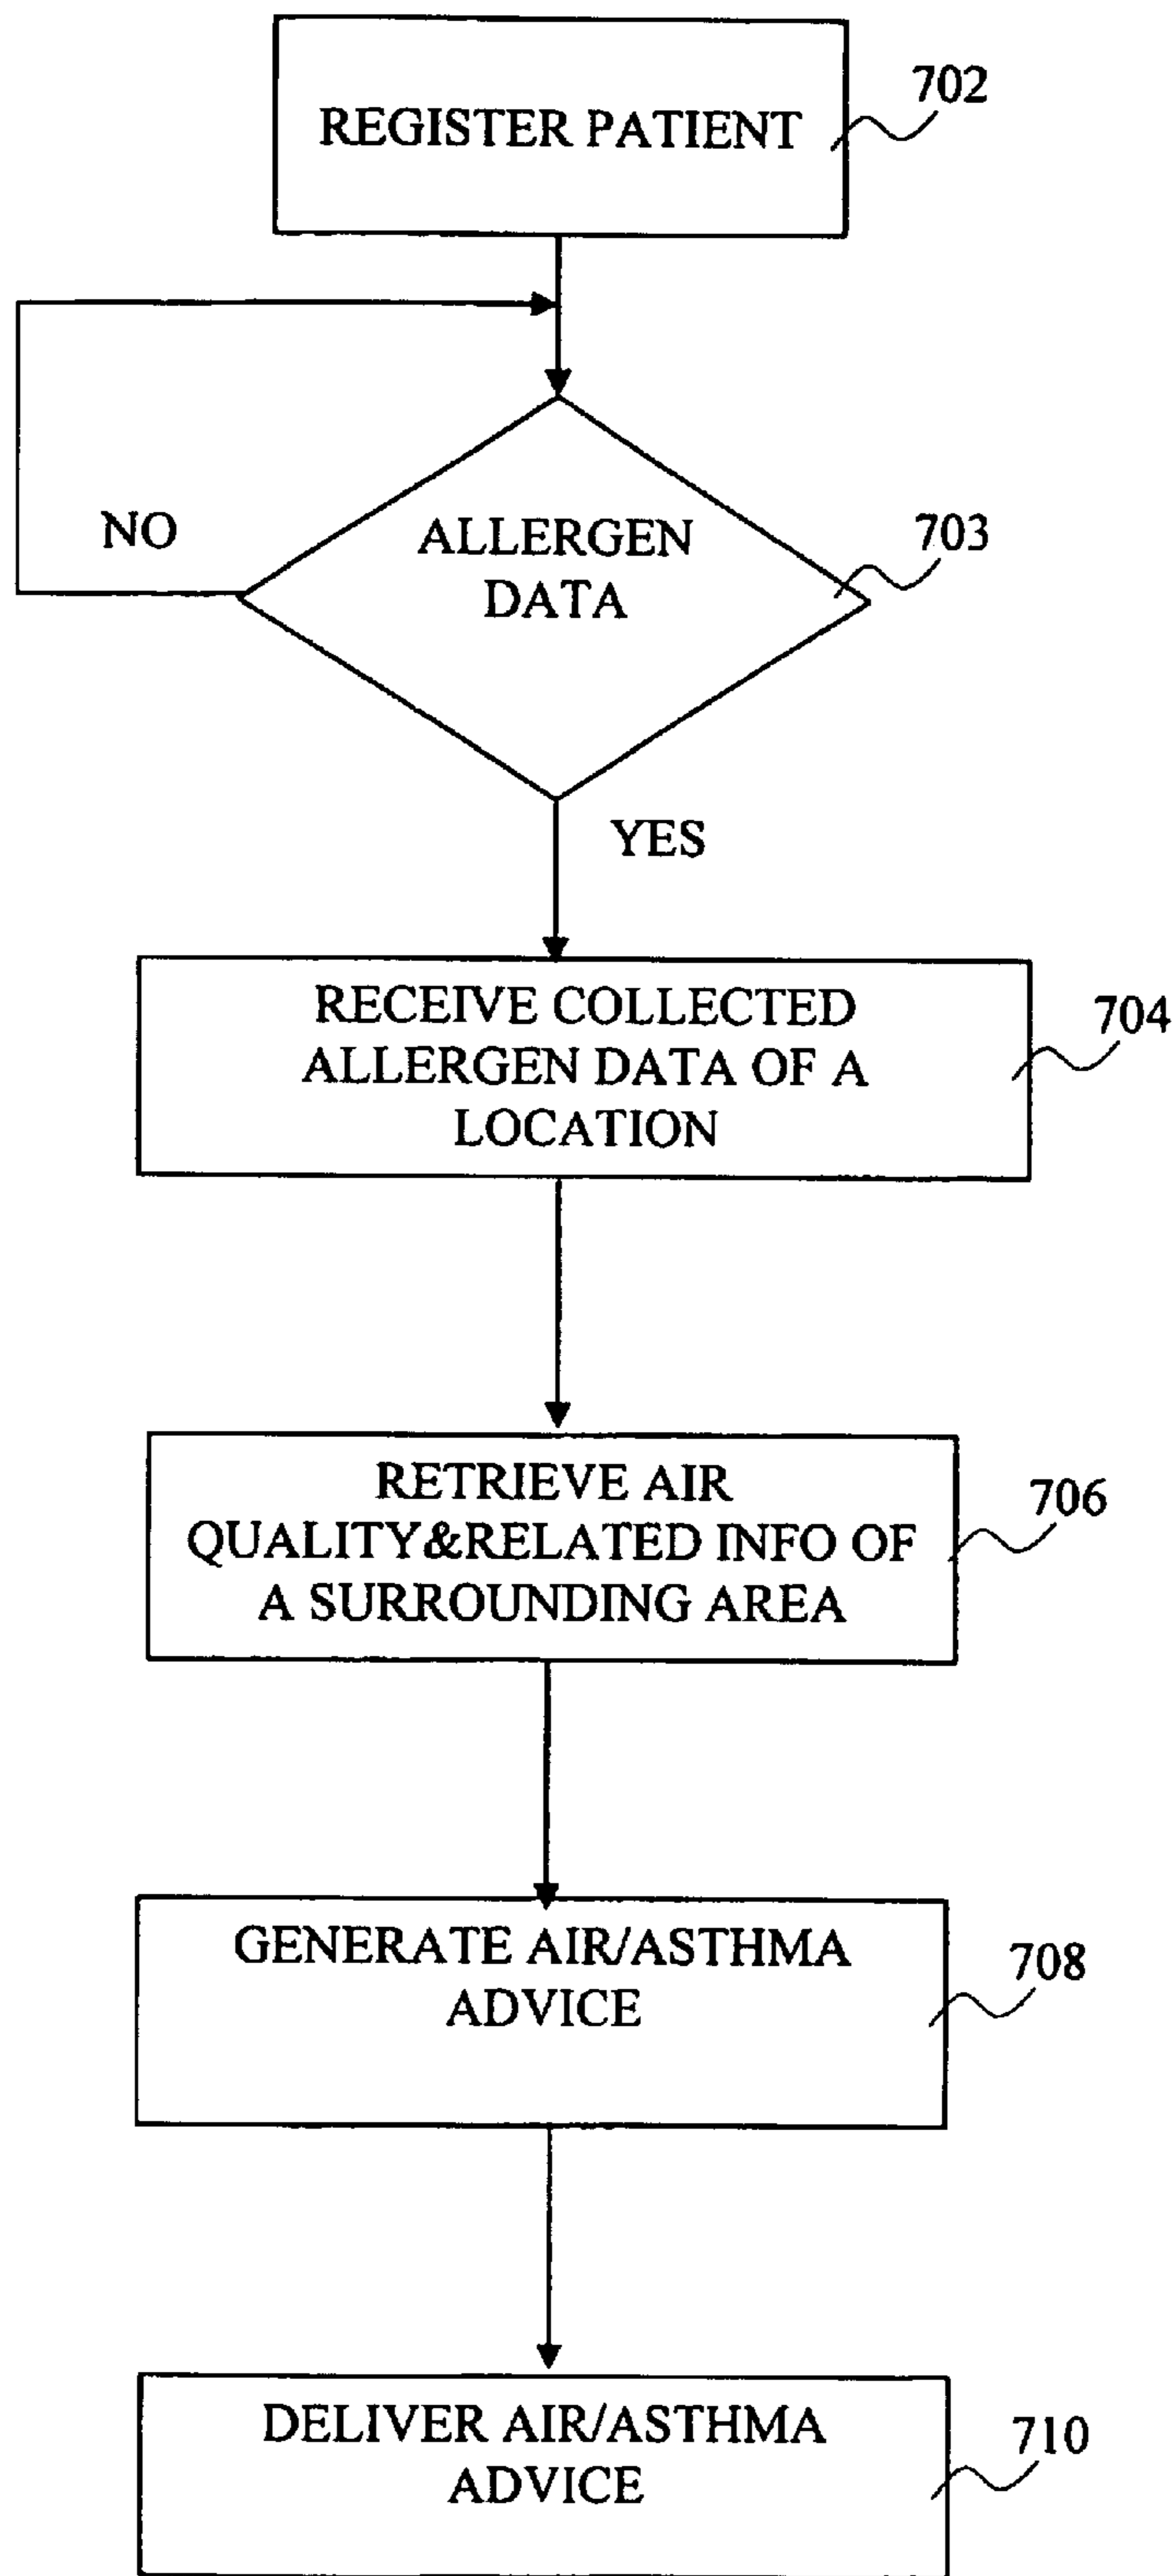 REGISTER PATIENT
702
ALLERGEN
DATA
703
NO
YES
RECEIVE COLLECTED
ALLERGEN DATA OF A
LOCATION
704
RETRIEVE AIR
QUALITY&RELATED INFO OF
A SURROUNDING AREA
706
GENERATE AIR/ASTHMA
ADVICE
708
DELIVER AIR/ASTHMA
ADVICE
710